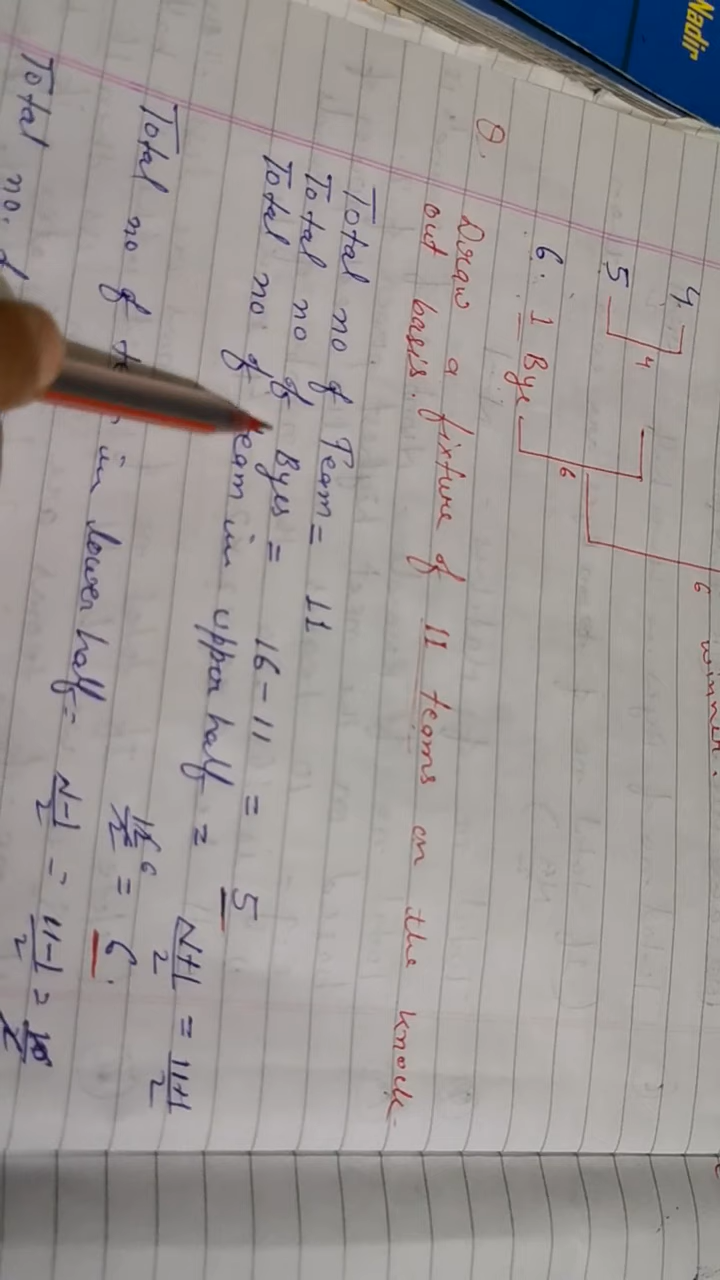 Nadir
4.
5
4
6. 1 Bye
6
6
winner.
Q. Draw a fixture of 11 teams on the knock-
out basis.
Total no of Team = 11
Total no of Byes = 16-11 = 5
Total no. of team in upper half = N+1/2 = 11+1/2
12/2 6 = 6.
Total no of in lower half = N-1/2 = 11-1/2 = 10/2
Total no.